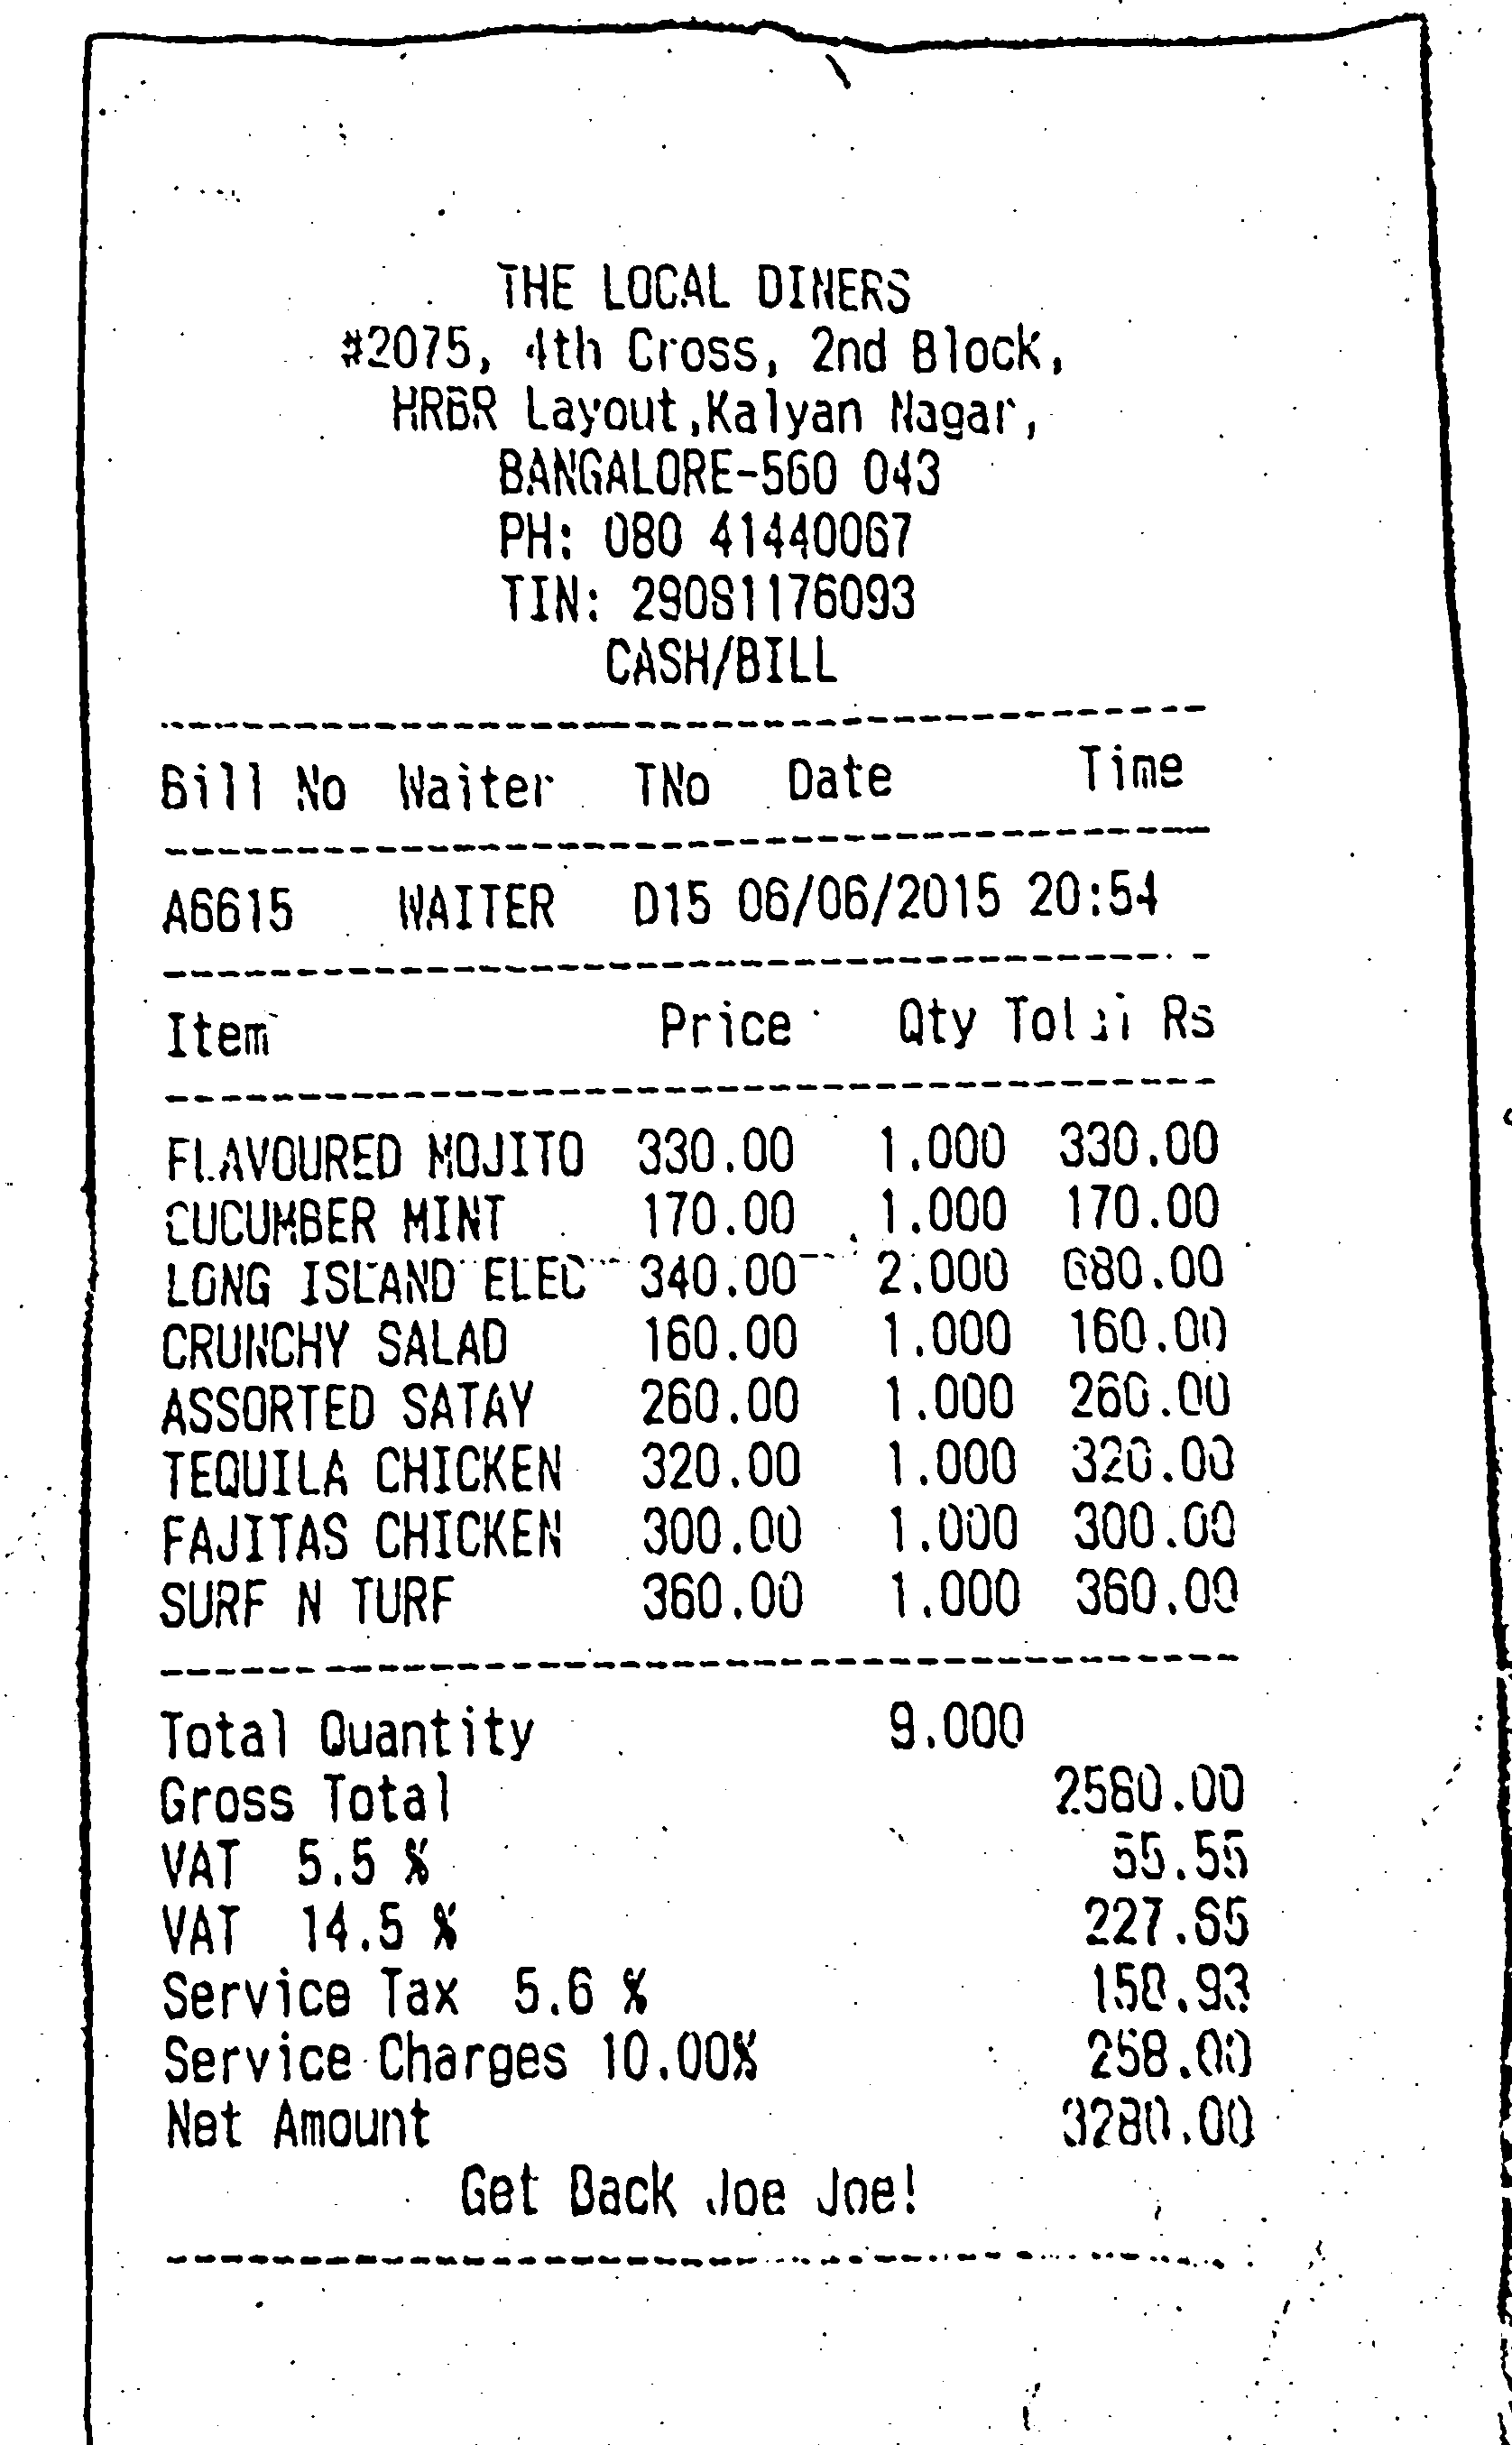 THE LOCAL DINERS
#2075, 4th Cross, 2nd Block,
HRBR Layout,Kalyan Nagar,
BANGALORE-560 043
PH: 080 41440067
TIN: 29081176093
CASH/BILL
Bill No Waiter TNo Date Time
A6615 WAITER D15 06/06/2015 20:54
Item Price Qty Total Rs
FLAVOURED MOJITO 330.00 1.000 330.00
CUCUMBER MINT 170.00 1.000 170.00
LONG ISLAND ELEC 340.00 2.000 680.00
CRUNCHY SALAD 160.00 1.000 160.00
ASSORTED SATAY 260.00 1.000 260.00
TEQUILA CHICKEN 320.00 1.000 320.00
FAJITAS CHICKEN 300.00 1.000 300.00
SURF N TURF 360.00 1.000 360.00
Total Quantity 9.000
Gross Total 2580.00
VAT 5.5 % 55.55
VAT 14.5 % 227.65
Service Tax 5.6 % 158.93
Service Charges 10.00% 258.00
Net Amount 3280.00
Get Back Joe Joe!